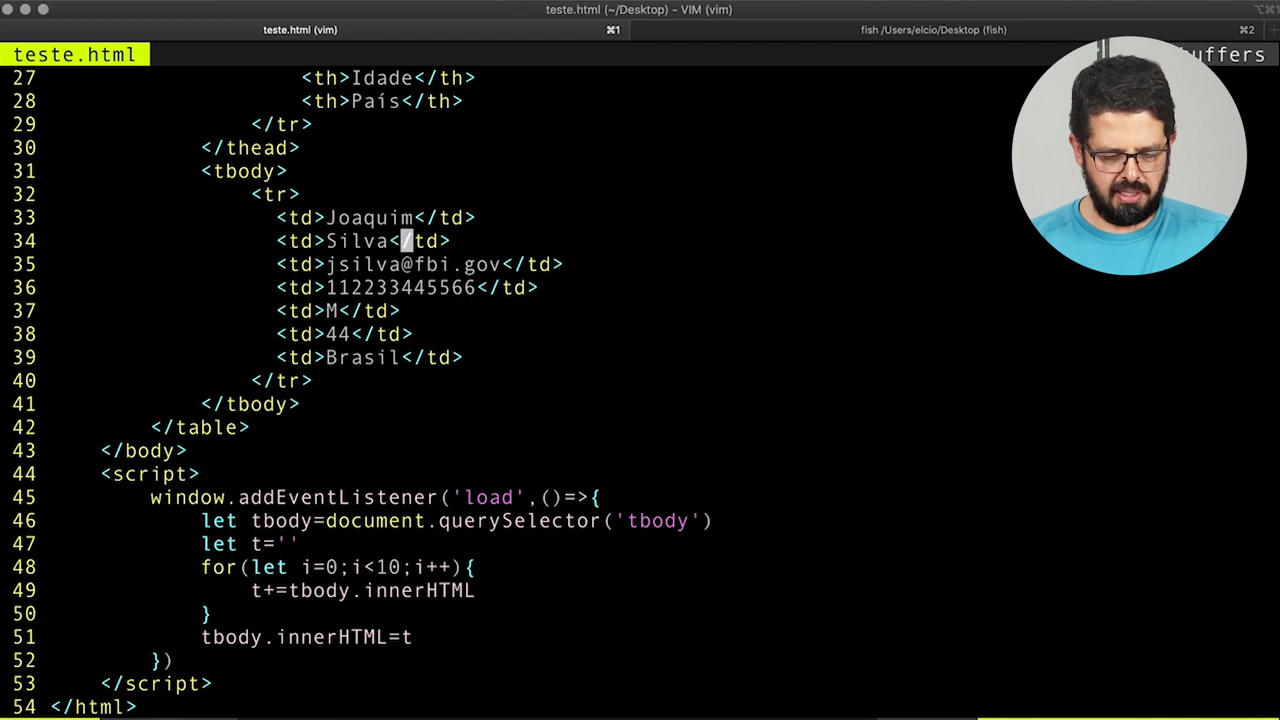 teste.html (~/Desktop) - VIM (vim)
⌥⌘1
teste.html (vim) ⌘1 fish /Users/elcio/Desktop (fish) ⌘2
teste.html
27 <th>Idade</th>
28 <th>País</th>
29 </tr>
30 </thead>
31 <tbody>
32 <tr>
33 <td>Joaquim</td>
34 <td>Silva</td>
35 <td>jsilva@fbi.gov</td>
36 <td>112233445566</td>
37 <td>M</td>
38 <td>44</td>
39 <td>Brasil</td>
40 </tr>
41 </tbody>
42 </table>
43 </body>
44 <script>
45 window.addEventListener('load',()=>{
46 let tbody=document.querySelector('tbody')
47 let t=''
48 for(let i=0;i<10;i++){
49 t+=tbody.innerHTML
50 }
51 tbody.innerHTML=t
52 })
53 </script>
54 </html>